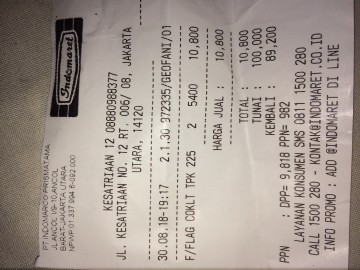 Indomaret
PT INDOMARCO PRISMATAMA
JL ANCOL I/9-10 ANCOL
BARAT-JAKARTA UTARA
NPWP 01 337 994 6-092 000
KESATRIAAN 12 08880988377
JL. KESATRIAAN NO. 12 RT. 006/ 08, JAKARTA
UTARA, 14120
30.08.18-19:17 2.1.30 972335/GEOFANI/01
F/FLAG CONLT TPK 225 2 5400 10,800
HARGA JUAL : 10,800
TOTAL : 10,800
TUNAI : 100,000
KEMBALI : 89,200
PPN : DPP= 9,818 PPN= 982
LAYANAN KONSUMEN SMS 0811 1500 280
CALL 1500 280 - KONTAK@INDOMARET.CO.ID
INFO PROMO : ADD @INDOMARET DI LINE